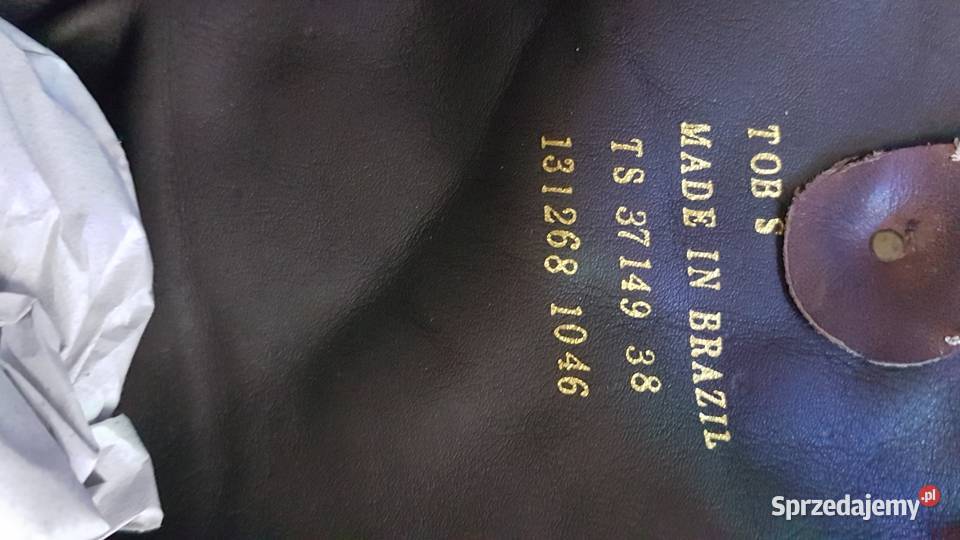 TOB S
MADE IN BRAZIL
TS 37149 38
131268 1046
Sprzedajemy.pl